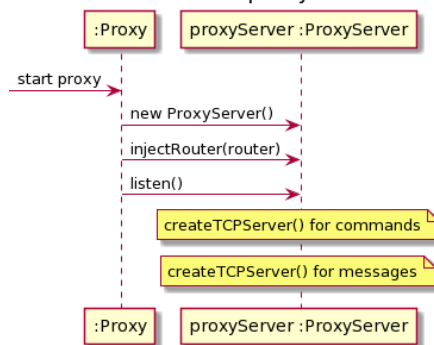 :Proxy
proxyServer :ProxyServer
start proxy
new ProxyServer()
injectRouter(router)
listen()
createTCPServer() for commands
createTCPServer() for messages
:Proxy
proxyServer :ProxyServer